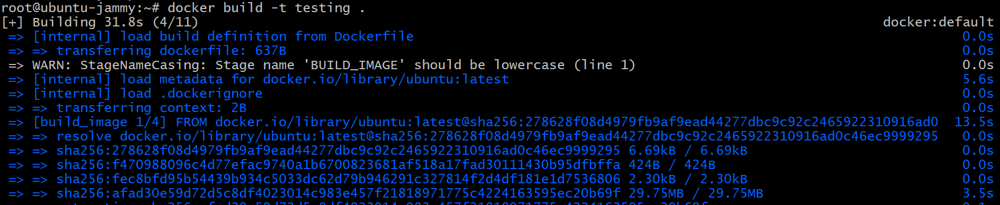 root@ubuntu-jammy:~# docker build -t testing .
[+] Building 31.8s (4/11) docker:default
=> [internal] load build definition from Dockerfile 0.0s
=> => transferring dockerfile: 637B 0.0s
=> WARN: StageNameCasing: Stage name 'BUILD_IMAGE' should be lowercase (line 1) 0.0s
=> [internal] load metadata for docker.io/library/ubuntu:latest 5.6s
=> [internal] load .dockerignore 0.0s
=> => transferring context: 2B 0.0s
=> [build_image 1/4] FROM docker.io/library/ubuntu:latest@sha256:278628f08d4979fb9af9ead44277dbc9c92c2465922310916ad0 13.5s
=> => resolve docker.io/library/ubuntu:latest@sha256:278628f08d4979fb9af9ead44277dbc9c92c2465922310916ad0c46ec9999295 0.0s
=> => sha256:278628f08d4979fb9af9ead44277dbc9c92c2465922310916ad0c46ec9999295 6.69kB / 6.69kB 0.0s
=> => sha256:f470988096c4d77efac9740a1b6700823681af518a17fad30111430b95dfbffa 424B / 424B 0.0s
=> => sha256:fec8bfd95b54439b934c5033dc62d79b946291c327814f2d4df181e1d7536806 2.30kB / 2.30kB 0.0s
=> => sha256:afad30e59d72d5c8df4023014c983e457f21818971775c4224163595ec20b69f 29.75MB / 29.75MB 3.5s